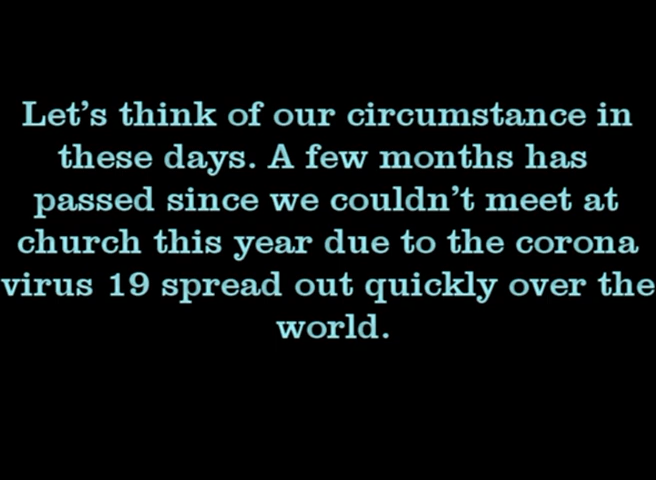 Let’s think of our circumstance in
these days. A few months has
passed since we couldn’t meet at
church this year due to the corona
virus 19 spread out quickly over the
world.